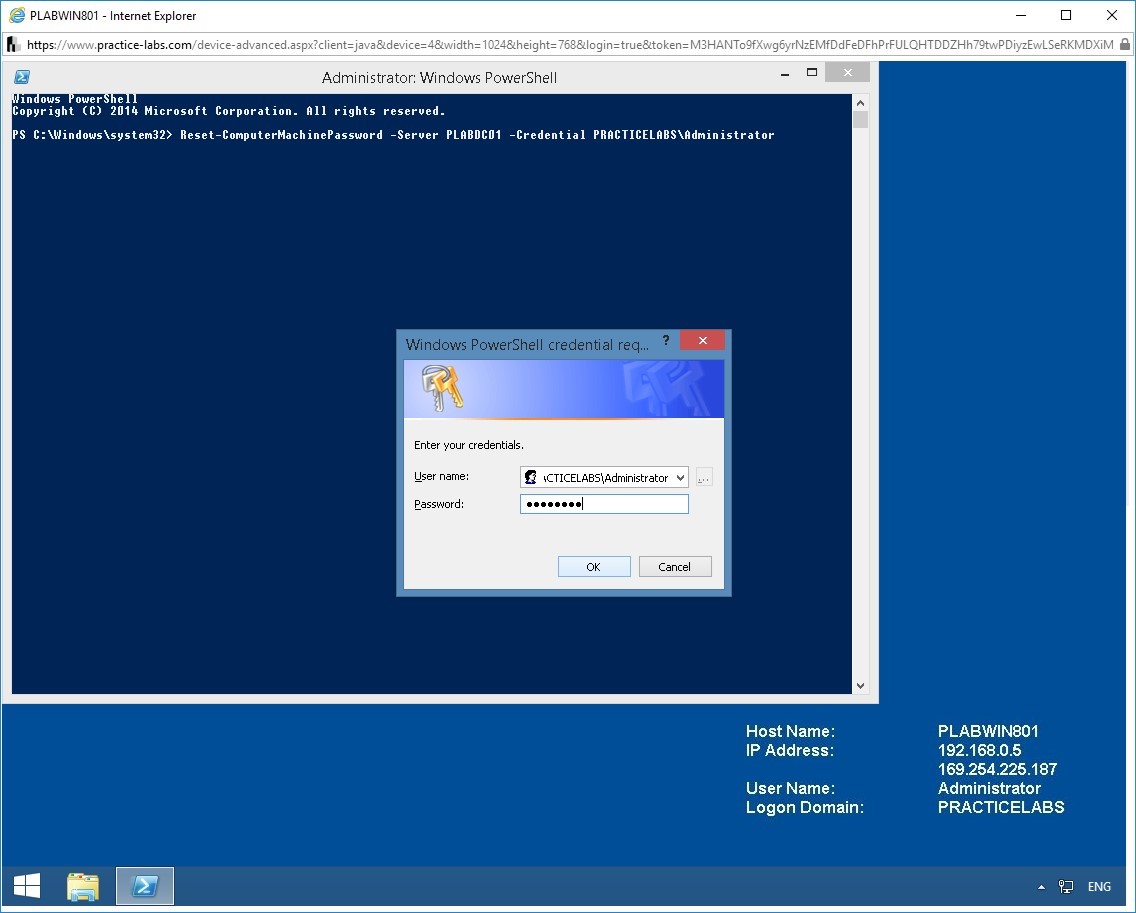 PLABWIN801 - Internet Explorer
https://www.practice-labs.com/device-advanced.aspx?client=java&device=4&width=1024&height=768&login=true&token=M3HANTo9fXwg6yrNzEMfDdFeDFhPrFULQHTDDZHh79twPDiyzEwLSeRKMDXiM
Administrator: Windows PowerShell
Windows PowerShell
Copyright (C) 2014 Microsoft Corporation. All rights reserved.
PS C:\Windows\system32> Reset-ComputerMachinePassword -Server PLABDC01 -Credential PRACTICELABS\Administrator
Windows PowerShell credential req... ?
Enter your credentials.
User name: \CTICELABS\Administrator ...
Password: ●●●●●●●●
OK Cancel
Host Name: PLABWIN801
IP Address: 192.168.0.5
169.254.225.187
User Name: Administrator
Logon Domain: PRACTICELABS
ENG